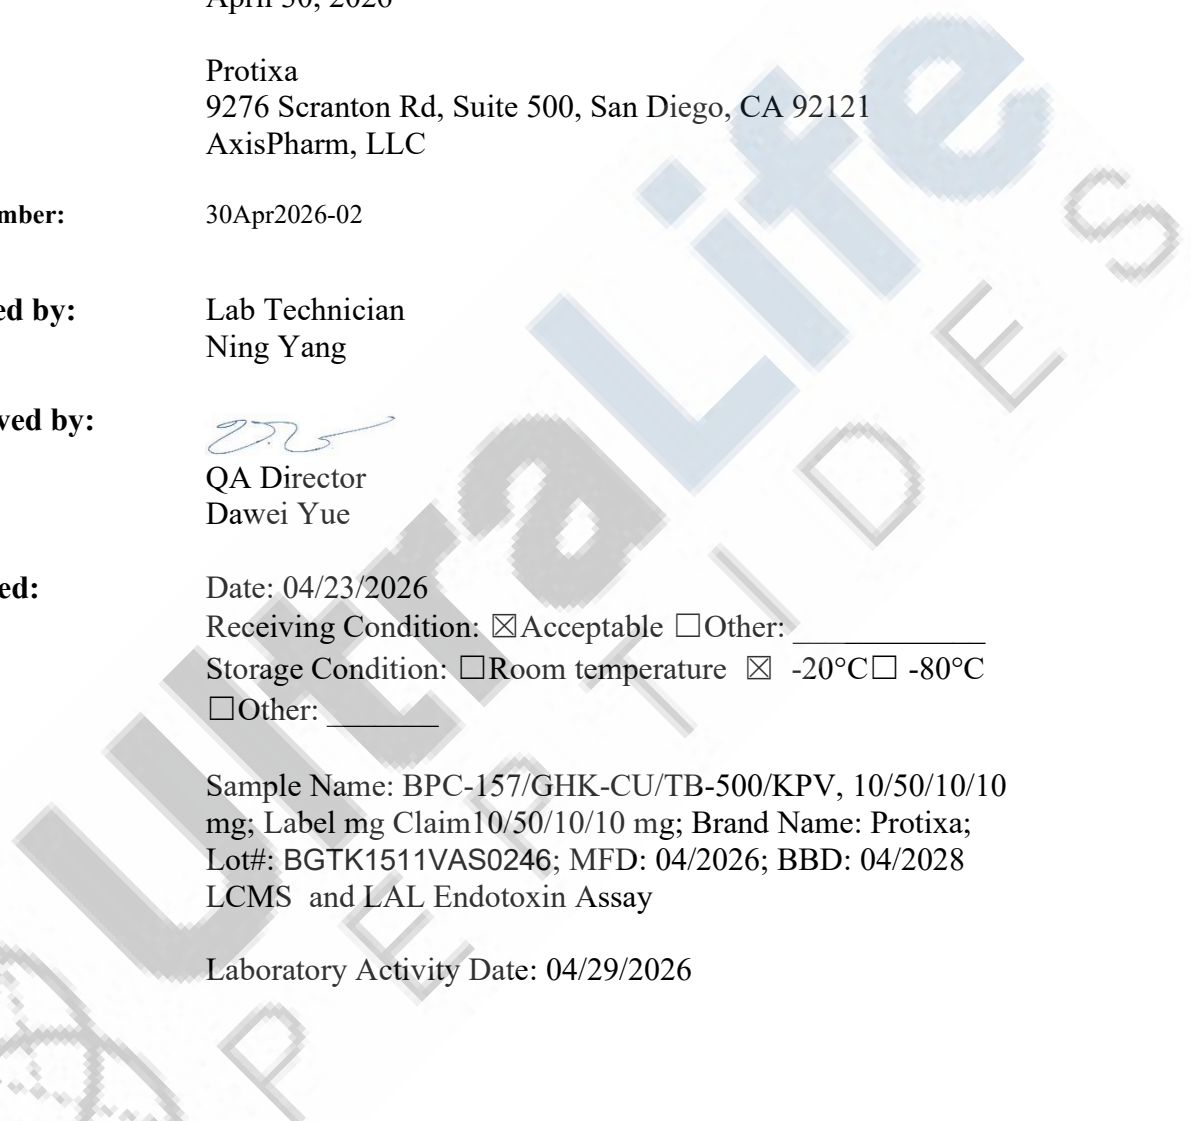 April 30, 2026
Protixa
9276 Scranton Rd, Suite 500, San Diego, CA 92121
AxisPharm, LLC
mber: 30Apr2026-02
ed by: Lab Technician
Ning Yang
ved by:
QA Director
Dawei Yue
ed: Date: 04/23/2026
Receiving Condition: ☒Acceptable ☐Other: ____________
Storage Condition: ☐Room temperature ☒ -20°C☐ -80°C
☐Other: _______
Sample Name: BPC-157/GHK-CU/TB-500/KPV, 10/50/10/10
mg; Label mg Claim10/50/10/10 mg; Brand Name: Protixa;
Lot#: BGTK1511VAS0246; MFD: 04/2026; BBD: 04/2028
LCMS and LAL Endotoxin Assay
Laboratory Activity Date: 04/29/2026
UltraLife
PEPTIDES